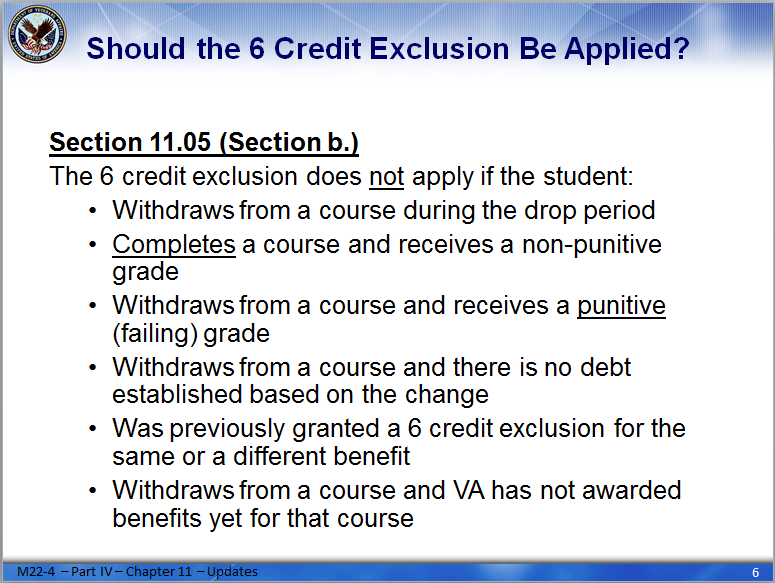 Should the 6 Credit Exclusion Be Applied?
Section 11.05 (Section b.)
The 6 credit exclusion does not apply if the student:
• Withdraws from a course during the drop period
• Completes a course and receives a non-punitive
grade
• Withdraws from a course and receives a punitive
(failing) grade
• Withdraws from a course and there is no debt
established based on the change
• Was previously granted a 6 credit exclusion for the
same or a different benefit
• Withdraws from a course and VA has not awarded
benefits yet for that course
M22-4 – Part IV – Chapter 11 – Updates
6